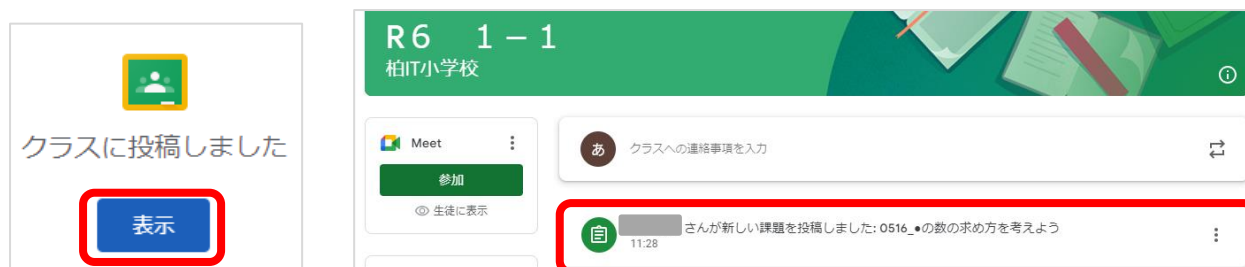 クラスに投稿しました
表示
R6　1－1
柏IT小学校
Meet
参加
生徒に表示
あ
クラスへの連絡事項を入力
さんが新しい課題を投稿しました: 0516_●の数の求め方を考えよう
11:28